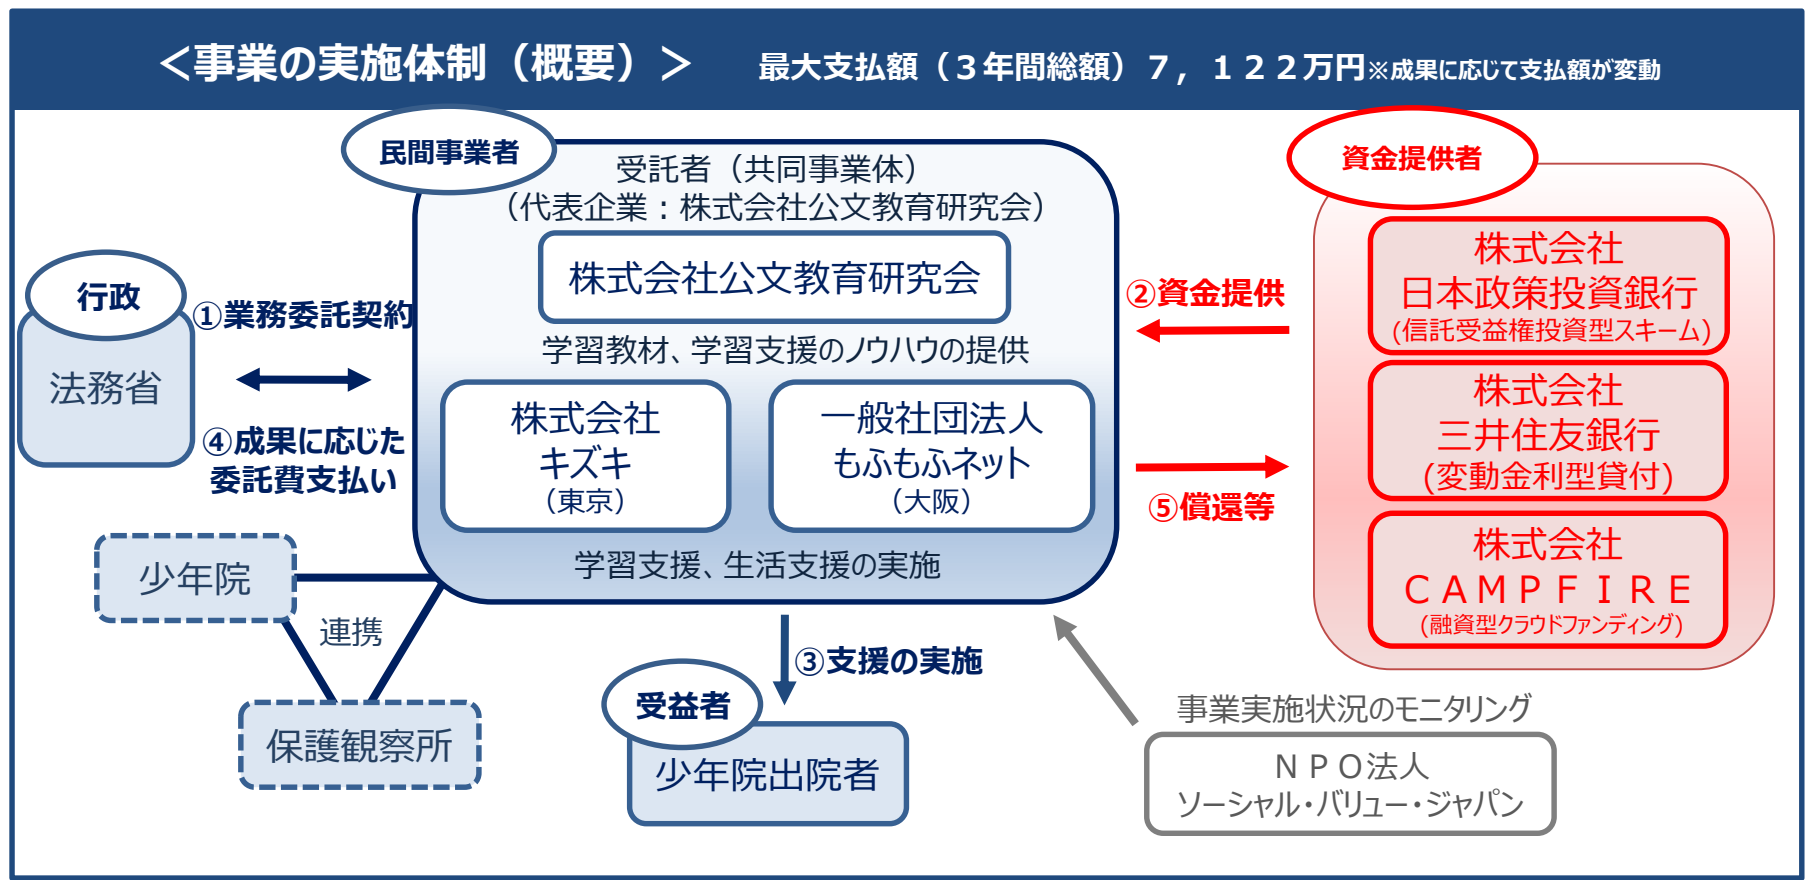 ＜事業の実施体制（概要）＞ 最大支払額（３年間総額）７，１２２万円※成果に応じて支払額が変動
民間事業者
受託者（共同事業体）
（代表企業：株式会社公文教育研究会）
株式会社公文教育研究会
学習教材、学習支援のノウハウの提供
株式会社
キズキ
（東京）
一般社団法人
もふもふネット
（大阪）
学習支援、生活支援の実施
行政
法務省
①業務委託契約
④成果に応じた
委託費支払い
②資金提供
⑤償還等
資金提供者
株式会社
日本政策投資銀行
(信託受益権投資型スキーム)
株式会社
三井住友銀行
(変動金利型貸付)
株式会社
ＣＡＭＰＦＩＲＥ
(融資型クラウドファンディング)
少年院
連携
保護観察所
③支援の実施
受益者
少年院出院者
事業実施状況のモニタリング
ＮＰＯ法人
ソーシャル・バリュー・ジャパン